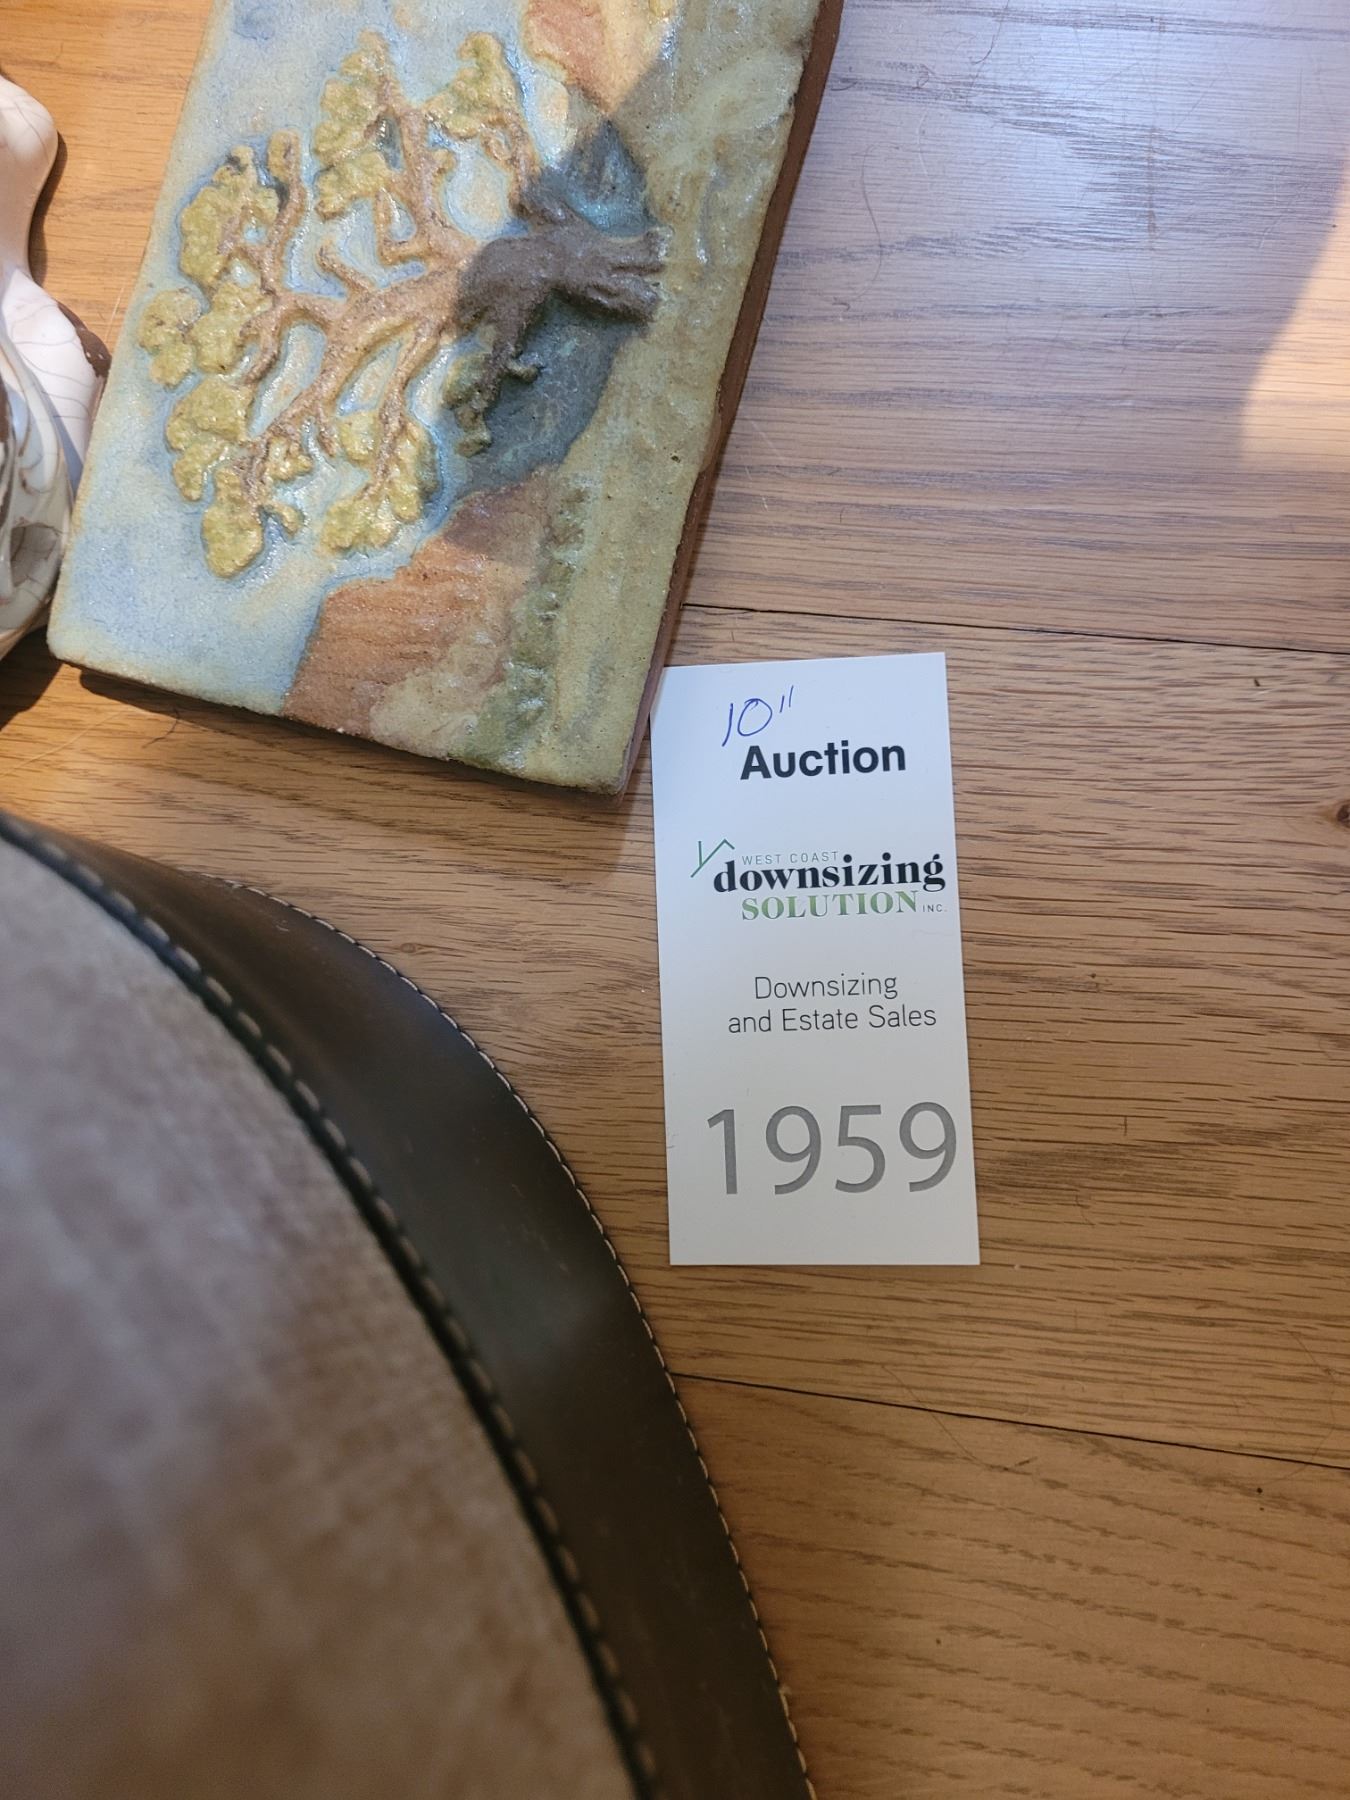 10"
Auction
WEST COAST
downsizing
SOLUTION INC.
Downsizing
and Estate Sales
1959